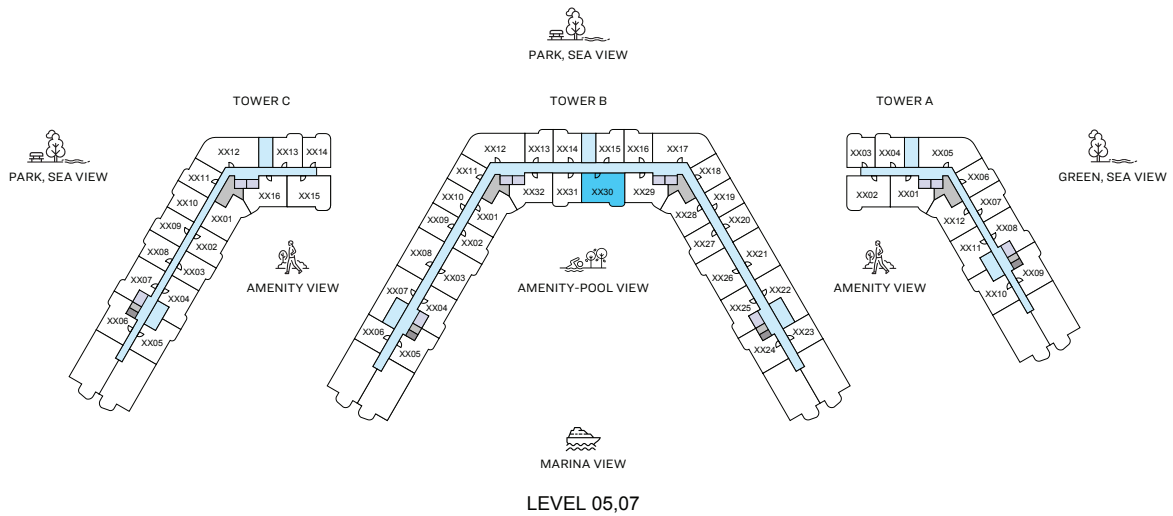 PARK, SEA VIEW
TOWER C
TOWER B
TOWER A
PARK, SEA VIEW
GREEN, SEA VIEW
XX12
XX13
XX14
XX11
XX10
XX09
XX08
XX07
XX06
XX05
XX04
XX03
XX02
XX01
XX16
XX15
XX12
XX13
XX14
XX15
XX16
XX17
XX11
XX10
XX09
XX08
XX07
XX06
XX05
XX04
XX03
XX02
XX01
XX32
XX31
XX30
XX29
XX28
XX27
XX26
XX25
XX24
XX18
XX19
XX20
XX21
XX22
XX23
XX03
XX04
XX05
XX02
XX01
XX06
XX07
XX08
XX09
XX12
XX11
XX10
AMENITY VIEW
AMENITY-POOL VIEW
AMENITY VIEW
MARINA VIEW
LEVEL 05,07